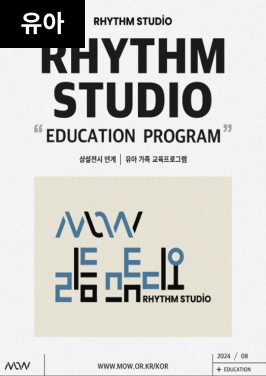 유아
RHYTHM STUDIO
RHYTHM
STUDIO
“EDUCATION PROGRAM”
상설전시 연계 | 유아 가족 교육프로그램
MOW
리듬 스튜디오
RHYTHM STUDIO
MOW
WWW.MOW.OR.KR/KOR
2024 / 08
+ EDUCATION